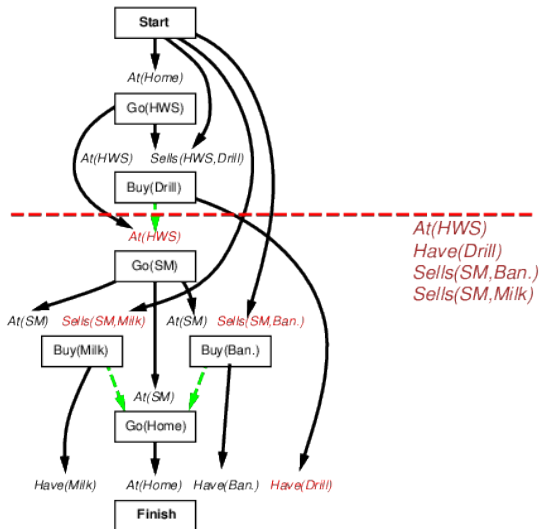 Start
At(Home)
Go(HWS)
At(HWS) Sells(HWS,Drill)
Buy(Drill)
At(HWS)
Have(Drill)
Sells(SM,Ban.)
Sells(SM,Milk)
At(HWS)
Go(SM)
At(SM) Sells(SM,Milk) At(SM) Sells(SM,Ban.)
Buy(Milk) Buy(Ban.)
At(SM)
Go(Home)
Have(Milk) At(Home) Have(Ban.) Have(Drill)
Finish